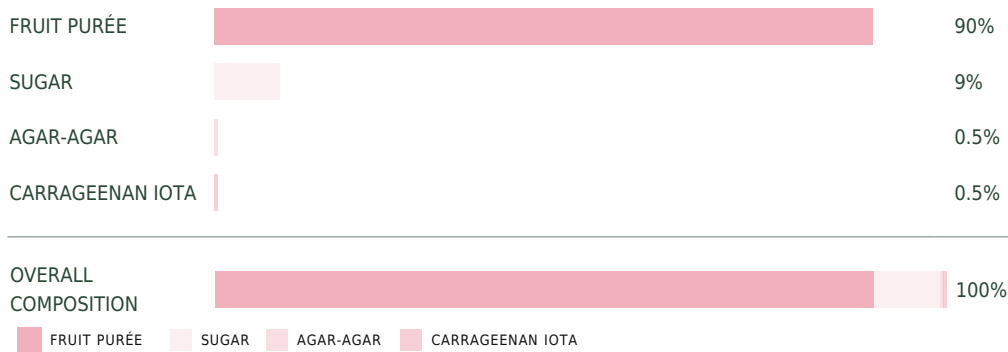 FRUIT PURÉE 90%
SUGAR 9%
AGAR-AGAR 0.5%
CARRAGEENAN IOTA 0.5%
OVERALL
COMPOSITION 100%
FRUIT PURÉE SUGAR AGAR-AGAR CARRAGEENAN IOTA